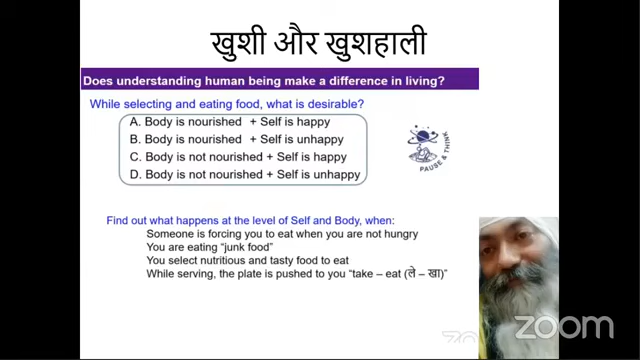 खुशी और खुशहाली
Does understanding human being make a difference in living?
While selecting and eating food, what is desirable?
A. Body is nourished + Self is happy
B. Body is nourished + Self is unhappy
C. Body is not nourished + Self is happy
D. Body is not nourished + Self is unhappy
PAUSE & THINK
Find out what happens at the level of Self and Body, when:
Someone is forcing you to eat when you are not hungry
You are eating “junk food”
You select nutritious and tasty food to eat
While serving, the plate is pushed to you “take – eat (ले – खा)”
zoom
zoom